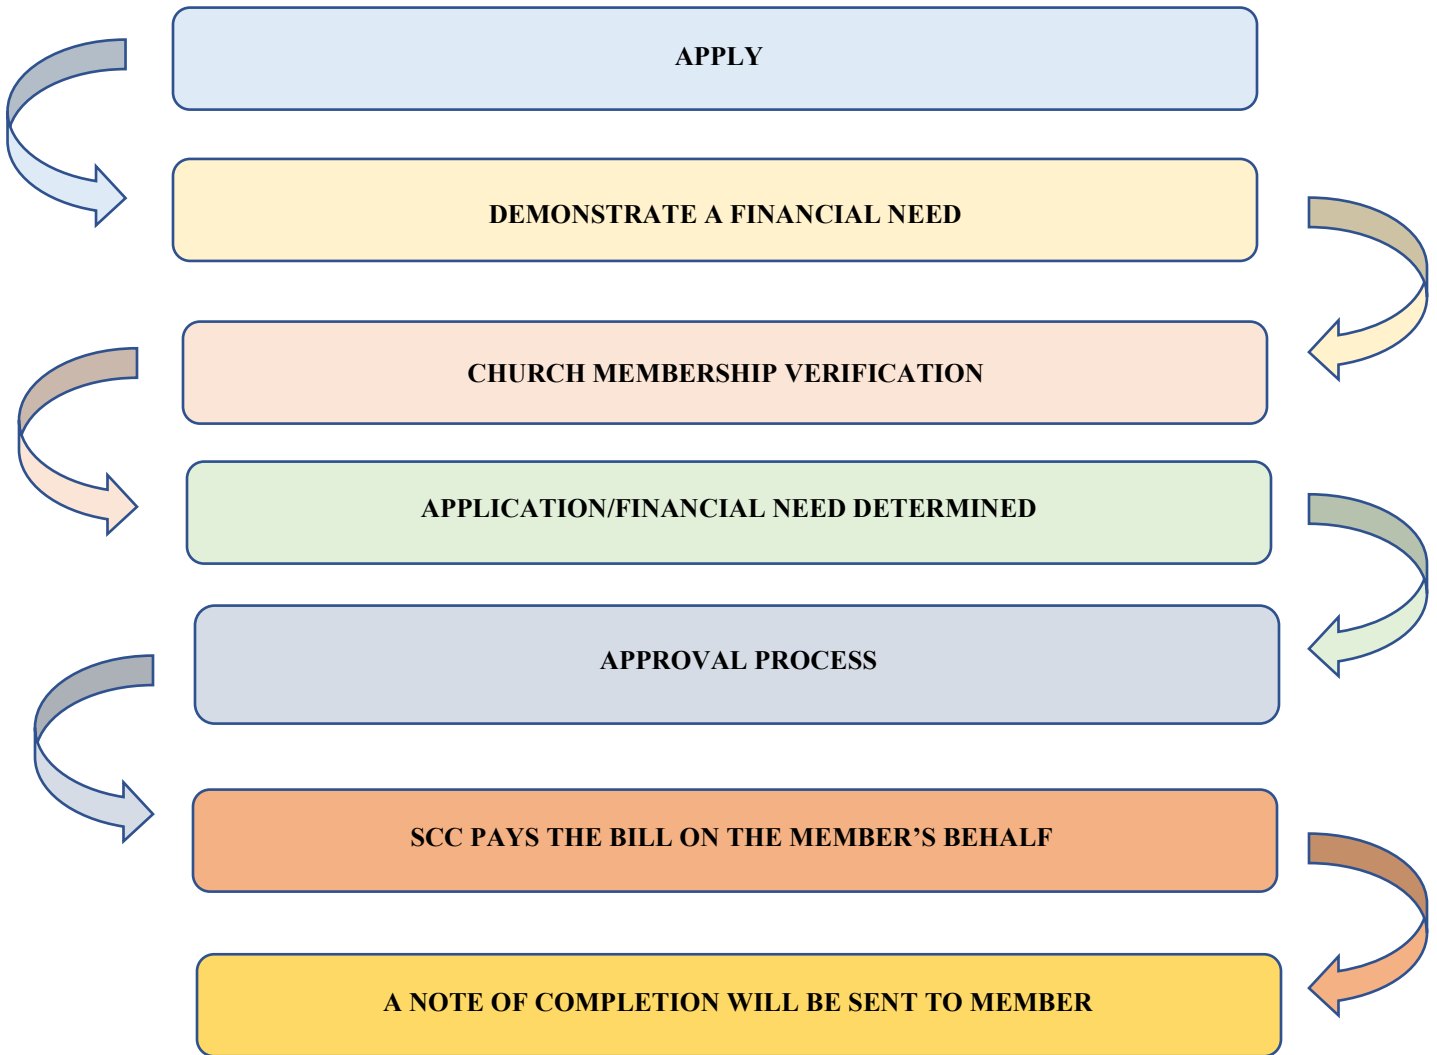 APPLY
DEMONSTRATE A FINANCIAL NEED
CHURCH MEMBERSHIP VERIFICATION
APPLICATION/FINANCIAL NEED DETERMINED
APPROVAL PROCESS
SCC PAYS THE BILL ON THE MEMBER’S BEHALF
A NOTE OF COMPLETION WILL BE SENT TO MEMBER